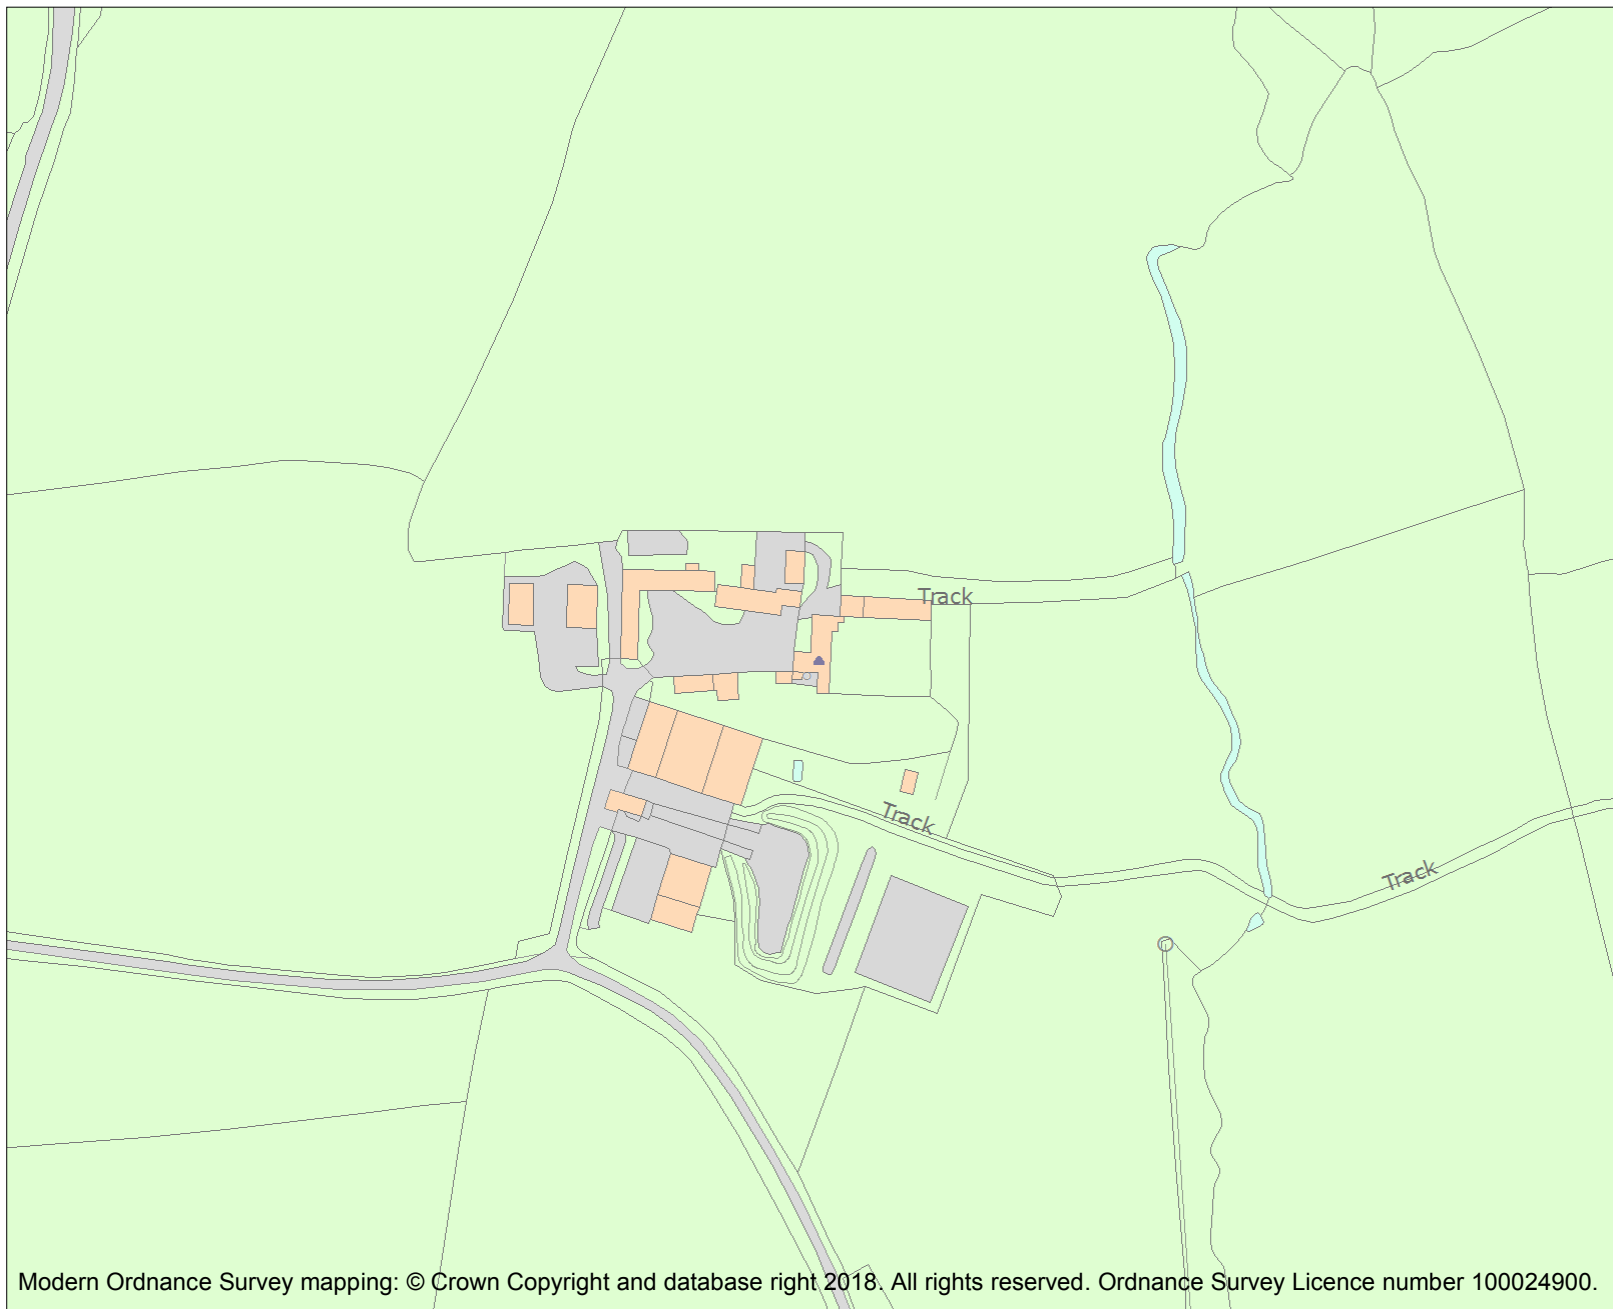 Track
Track
Track
Modern Ordnance Survey mapping: © Crown Copyright and database right 2018. All rights reserved. Ordnance Survey Licence number 100024900.